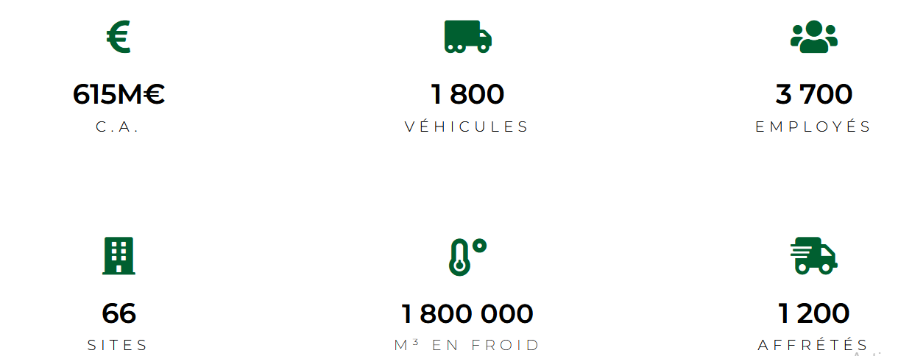 615M€
C.A.
1 800
VÉHICULES
3 700
EMPLOYÉS
66
SITES
1 800 000
M³ EN FROID
1 200
AFFRÉTÉS